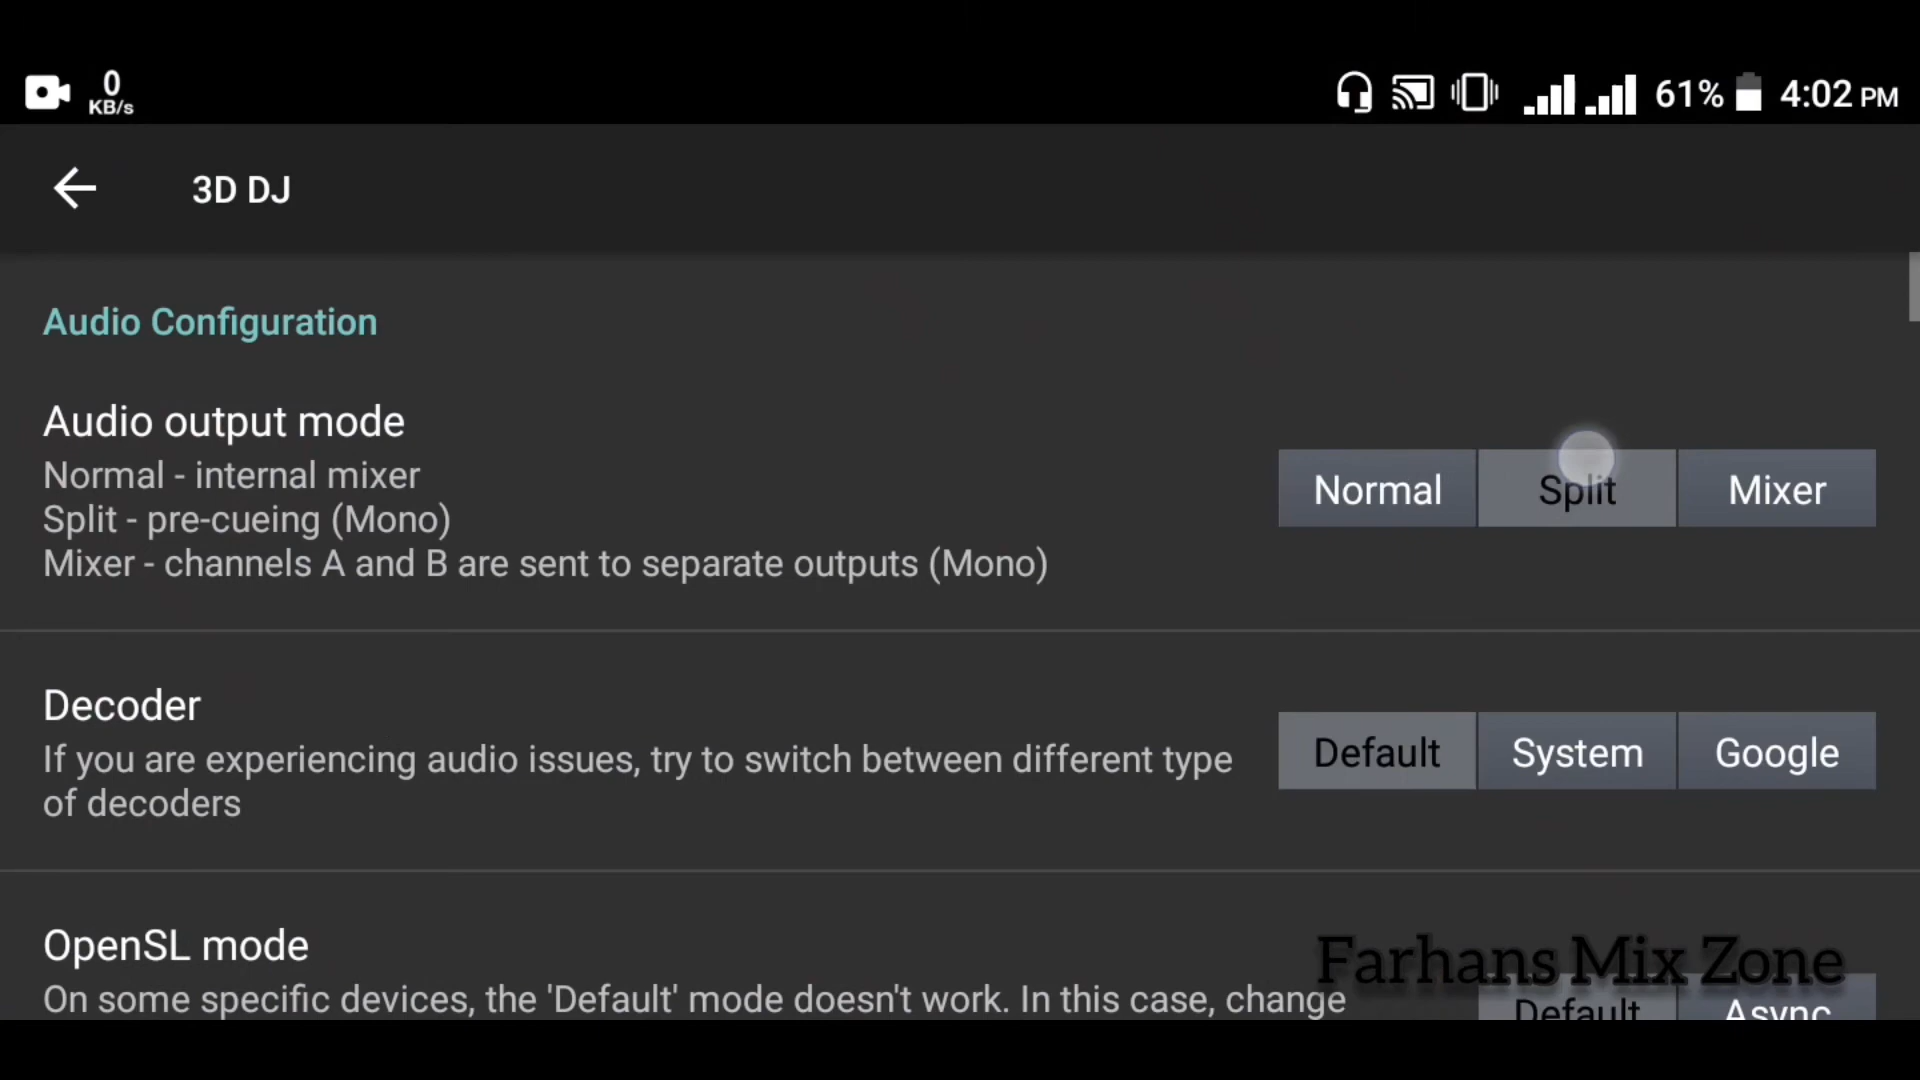 0
KB/s
61% 4:02 PM
3D DJ
Audio Configuration
Audio output mode
Normal - internal mixer
Split - pre-cueing (Mono)
Mixer - channels A and B are sent to separate outputs (Mono)
Normal Split Mixer
Decoder
If you are experiencing audio issues, try to switch between different type
of decoders
Default System Google
OpenSL mode
On some specific devices, the 'Default' mode doesn't work. In this case, change
Default Async
Farhans Mix Zone